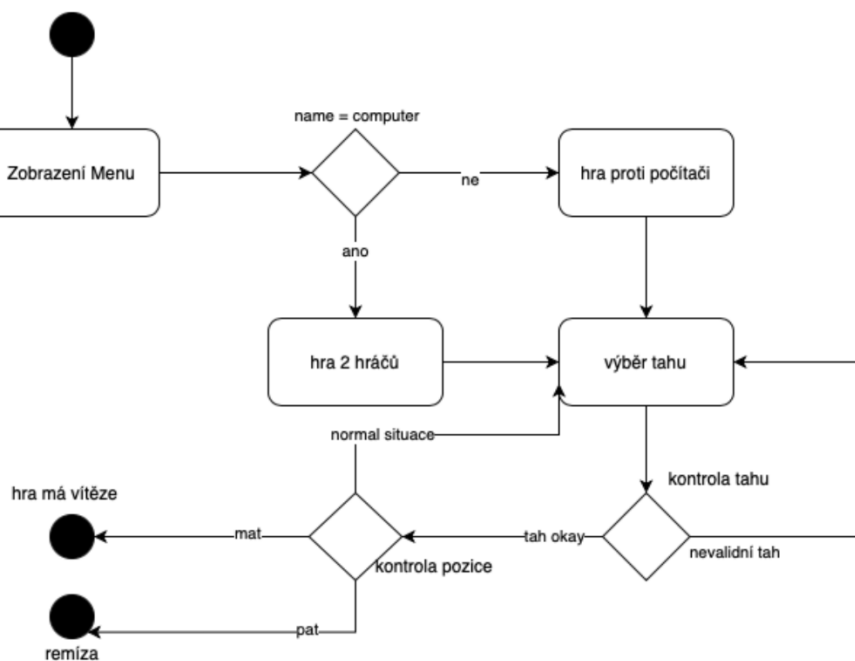 name = computer
Zobrazení Menu
ne
hra proti počítači
ano
hra 2 hráčů
výběr tahu
normal situace
kontrola tahu
hra má vítěze
mat
tah okay
nevalidní tah
kontrola pozice
pat
remíza